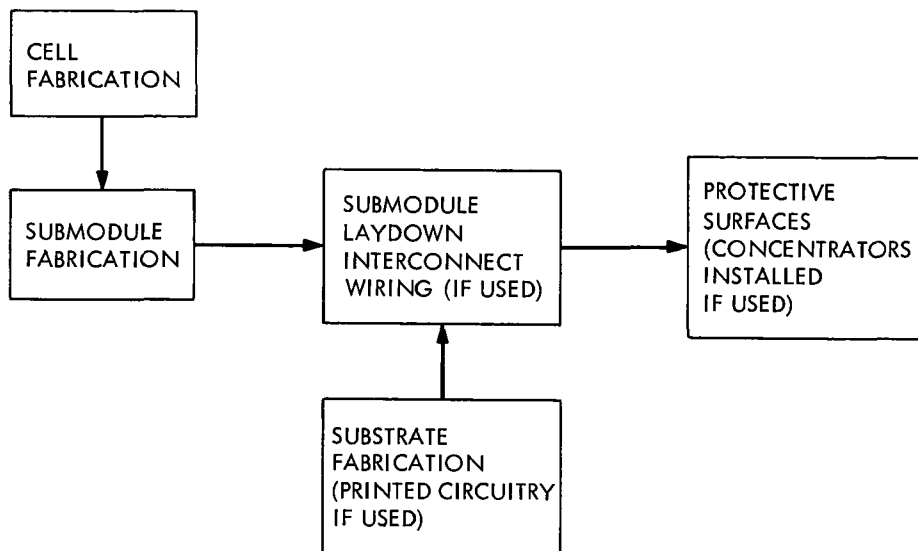 CELL
FABRICATION
SUBMODULE
FABRICATION
SUBMODULE
LAYDOWN
INTERCONNECT
WIRING (IF USED)
PROTECTIVE
SURFACES
(CONCENTRATORS
INSTALLED
IF USED)
SUBSTRATE
FABRICATION
(PRINTED CIRCUITRY
IF USED)